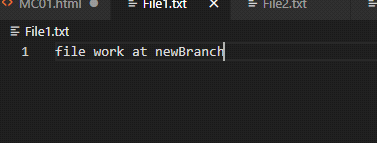 MC01.html File1.txt File2.txt
File1.txt
1 file work at newBranch